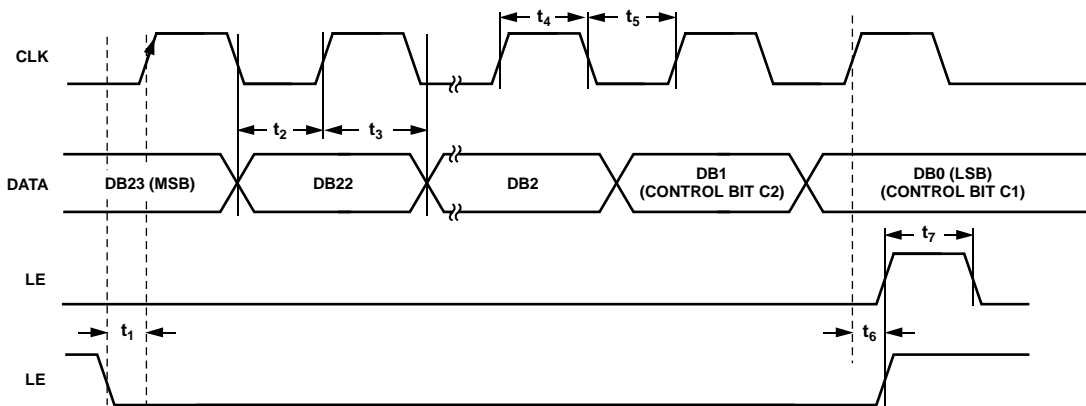 t4
t5
CLK
t2
t3
DATA
DB23 (MSB)
DB22
DB2
DB1
(CONTROL BIT C2)
DB0 (LSB)
(CONTROL BIT C1)
t7
LE
t1
t6
LE